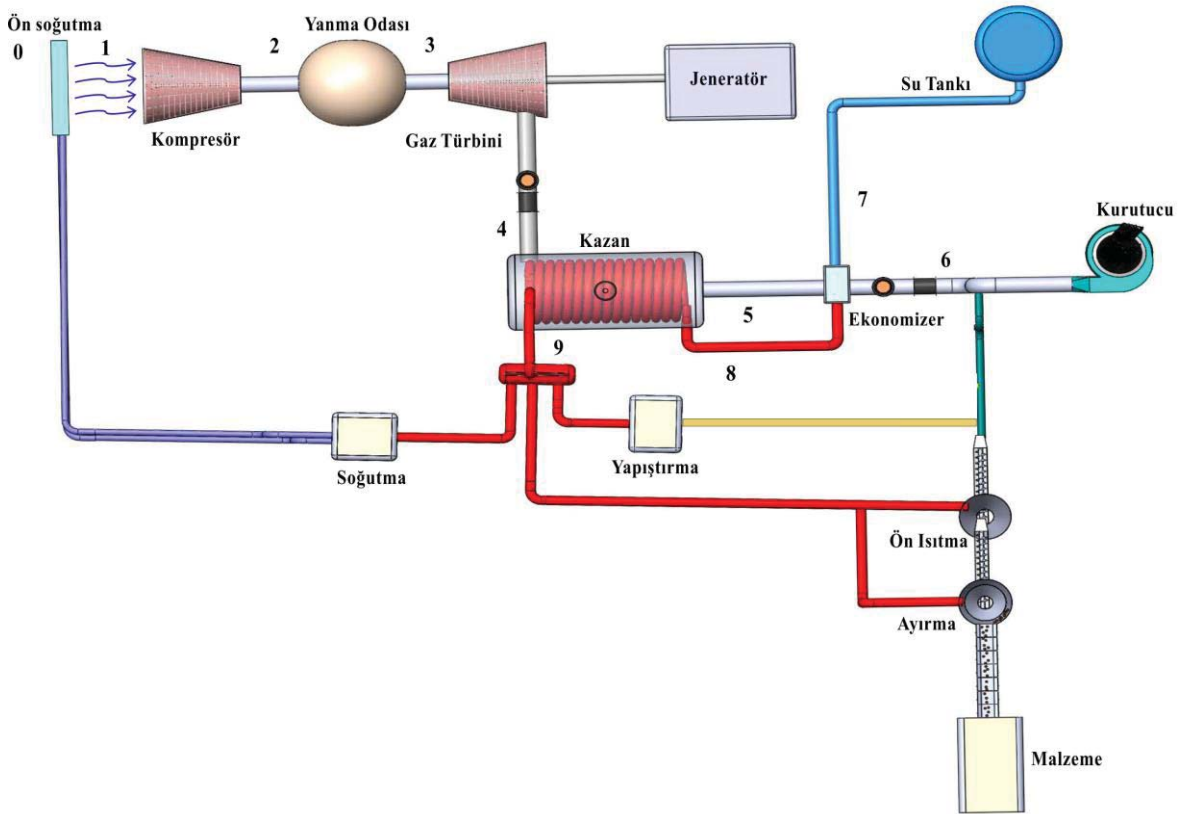 Ön soğutma
0
1
2
Yanma Odası
3
Jeneratör
Su Tankı
Kompresör
Gaz Türbini
7
Kurutucu
4
Kazan
6
5
Ekonomizer
9
8
Soğutma
Yapıştırma
Ön Isıtma
Ayırma
Malzeme